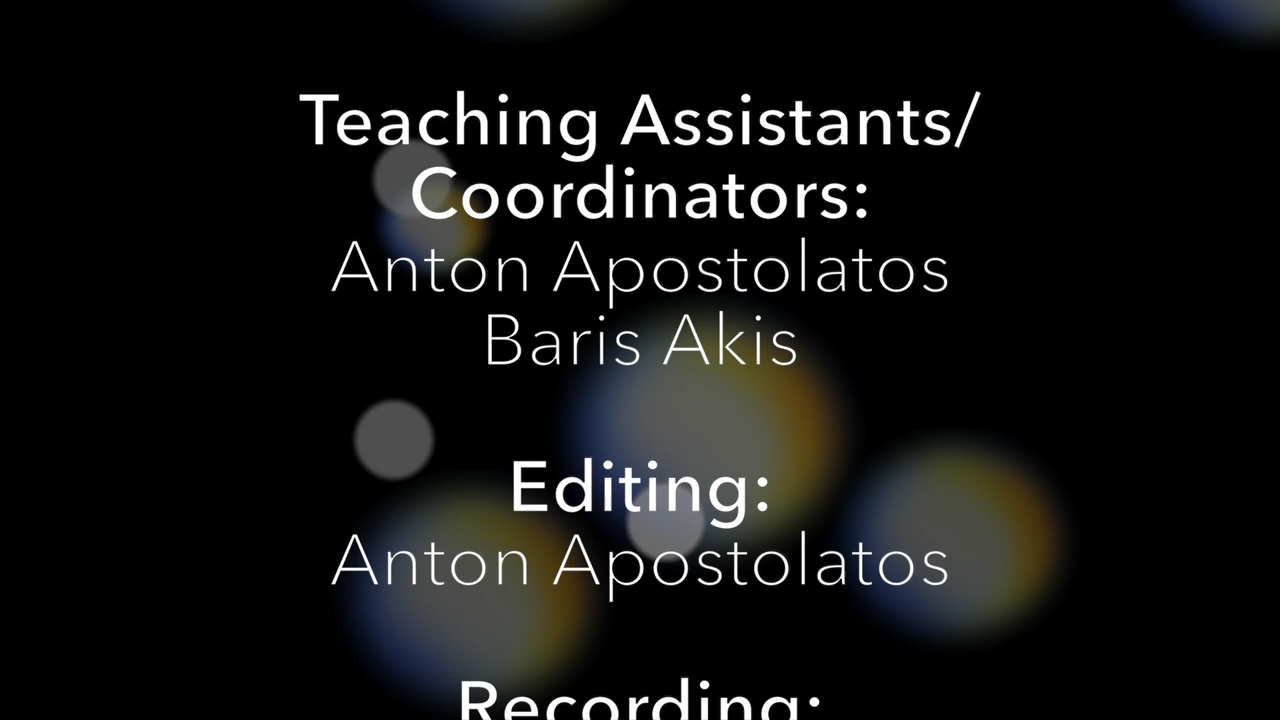 Teaching Assistants/
Coordinators:
Anton Apostolatos
Baris Akis
Editing:
Anton Apostolatos
Recording: